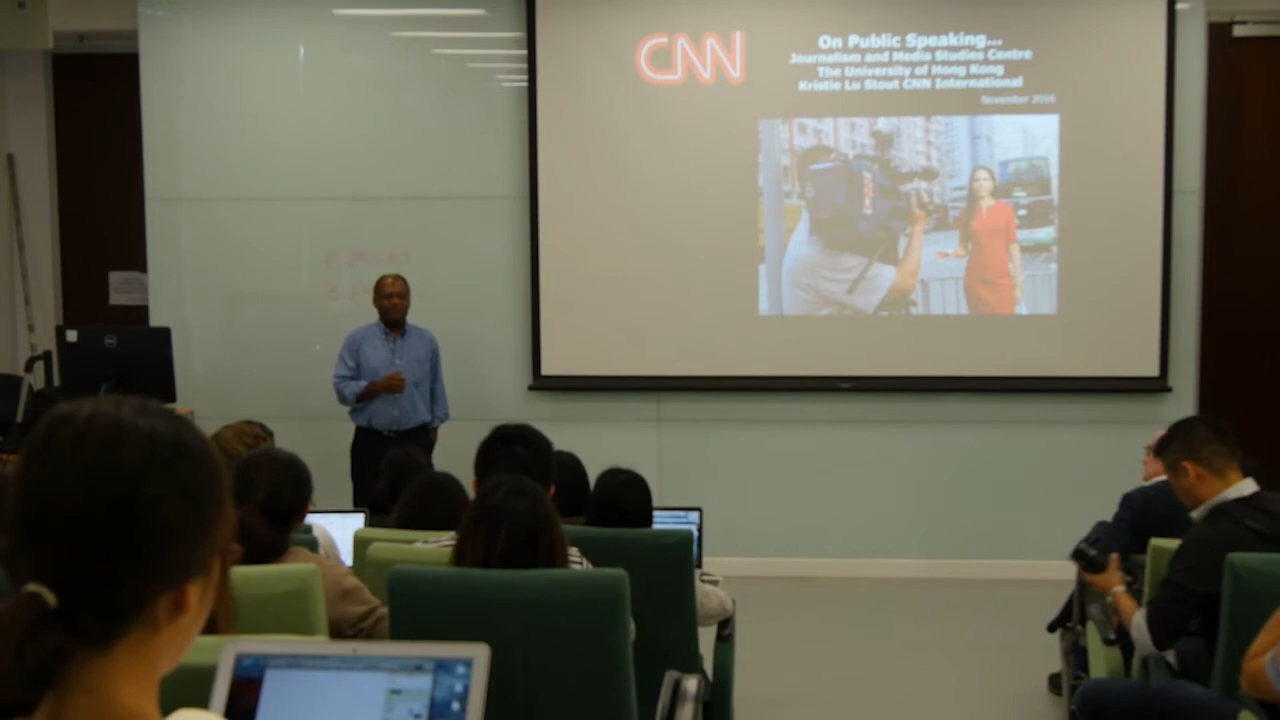 CNN
On Public Speaking...
Journalism and Media Studies Centre
The University of Hong Kong
Kristie Lu Stout CNN International
November